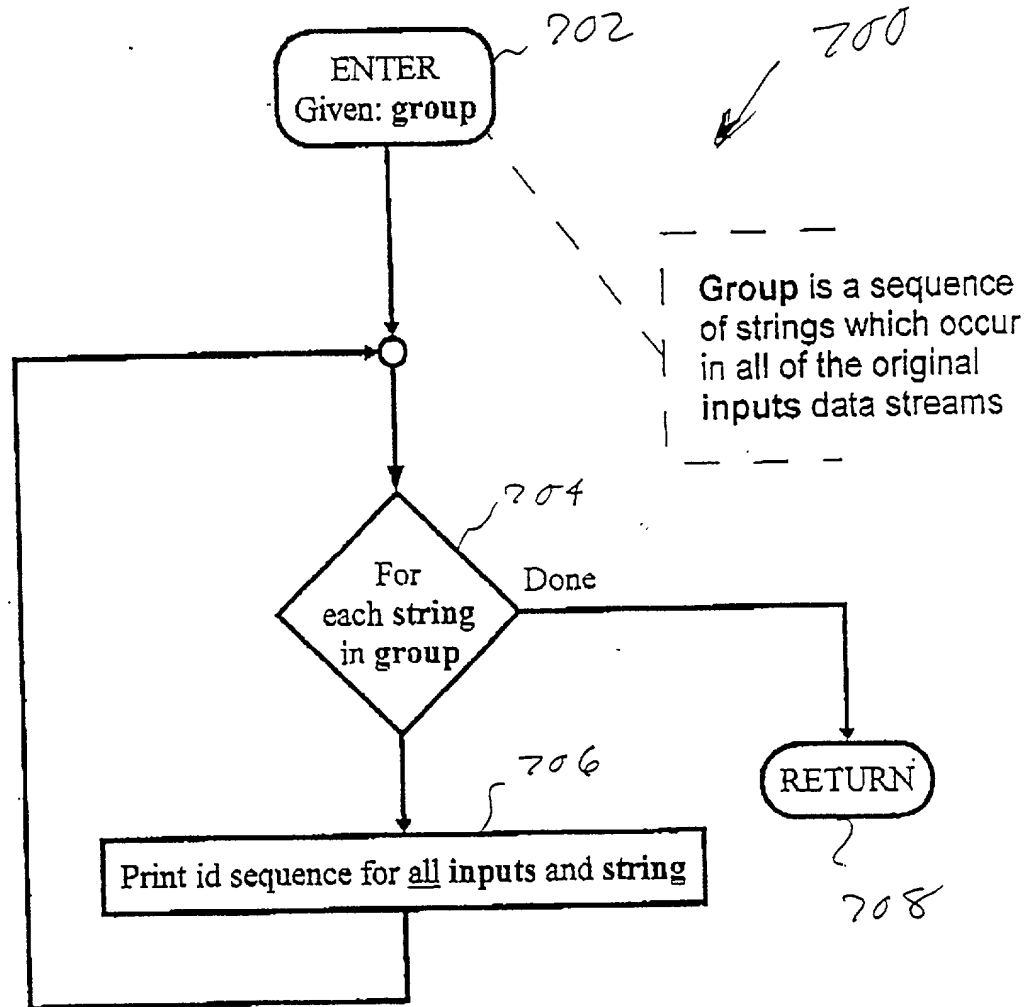 702
700
ENTER
Given: group
Group is a sequence
of strings which occur
in all of the original
inputs data streams
704
For
each string
in group
Done
706
RETURN
Print id sequence for all inputs and string
708